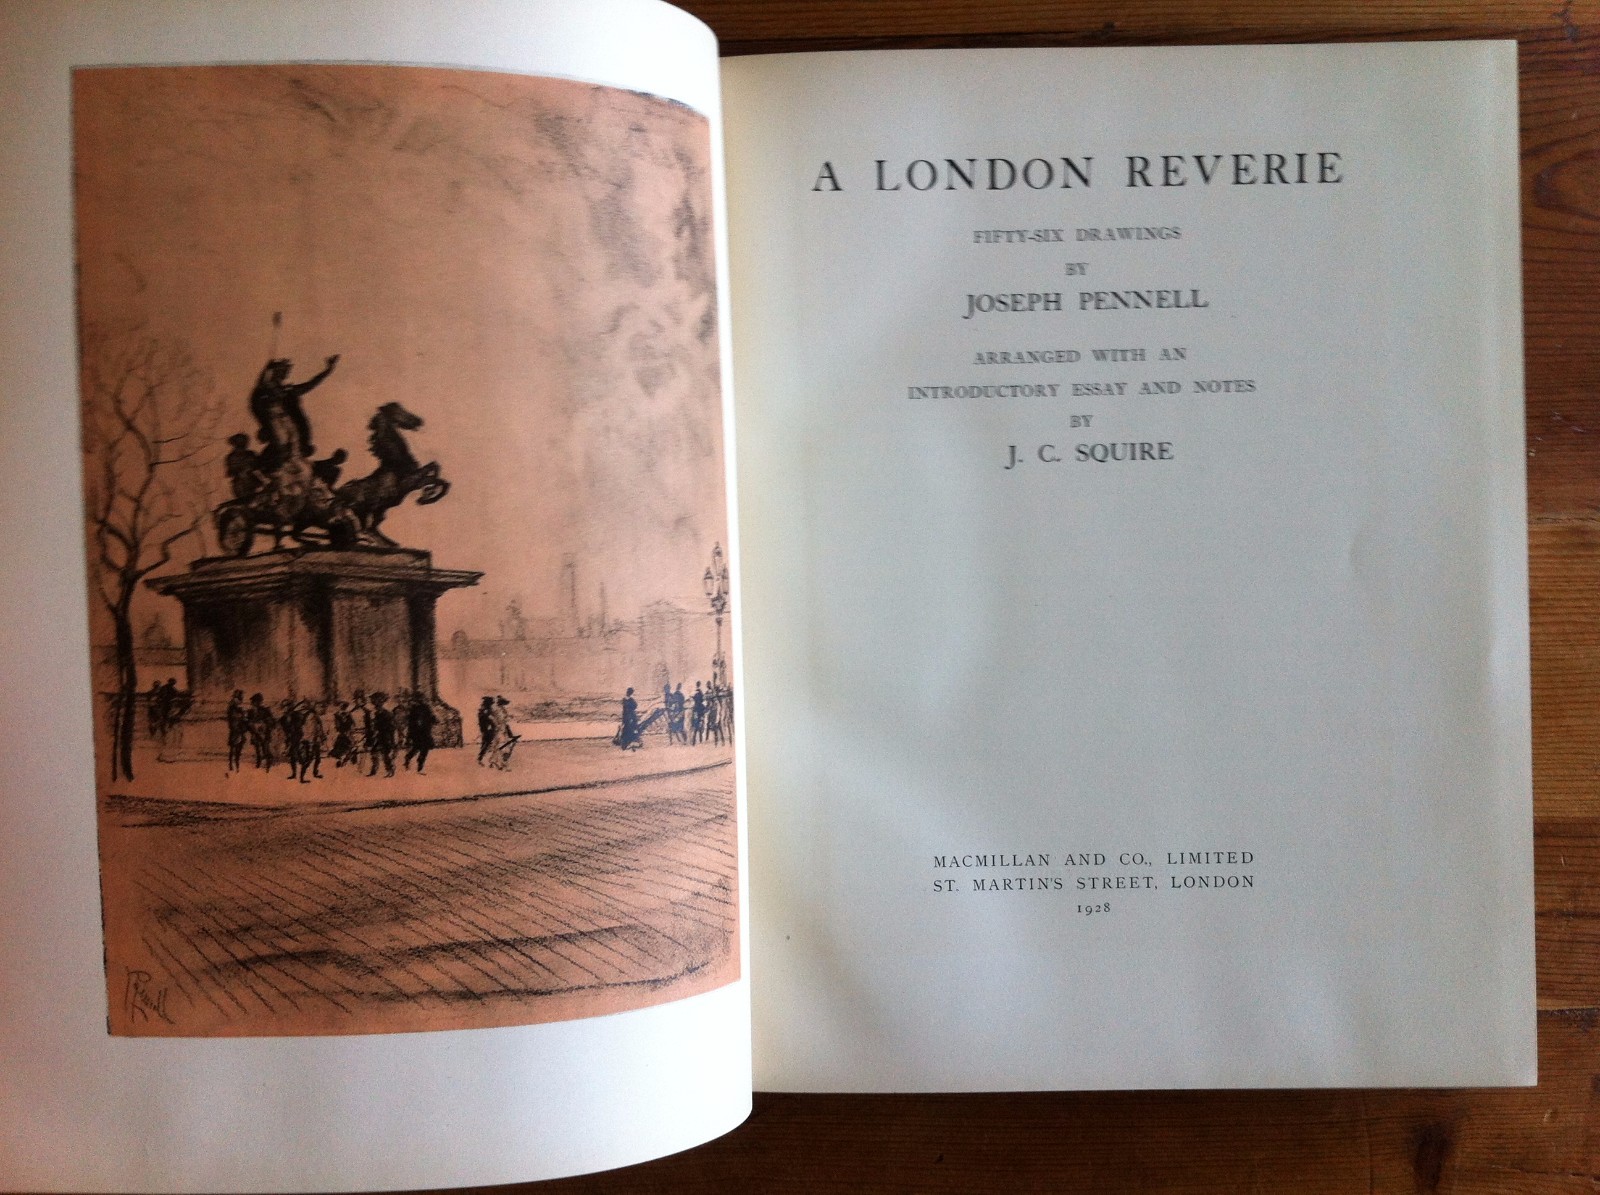 A LONDON REVERIE
FIFTY-SIX DRAWINGS
BY
JOSEPH PENNELL
ARRANGED WITH AN
INTRODUCTORY ESSAY AND NOTES
BY
J. C. SQUIRE
MACMILLAN AND CO., LIMITED
ST. MARTIN'S STREET, LONDON
1928